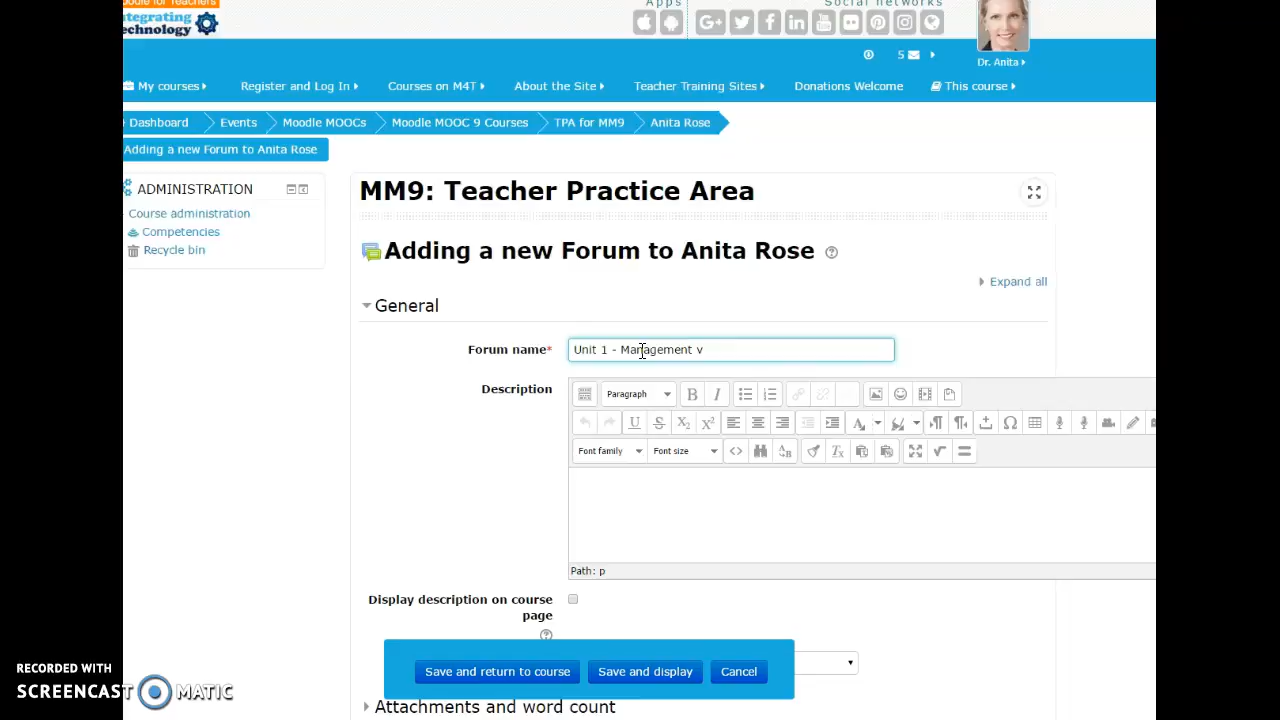 Moodle for Teachers
Integrating
Technology
Apps
Social networks
5
Dr. Anita
My courses
Register and Log In
Courses on M4T
About the Site
Teacher Training Sites
Donations Welcome
This course
Dashboard
Events
Moodle MOOCs
Moodle MOOC 9 Courses
TPA for MM9
Anita Rose
Adding a new Forum to Anita Rose
ADMINISTRATION
Course administration
Competencies
Recycle bin
MM9: Teacher Practice Area
Adding a new Forum to Anita Rose
Expand all
General
Forum name*
Unit 1 - Management v
Description
Paragraph
Font family
Font size
Path: p
Display description on course
page
Save and return to course
Save and display
Cancel
Attachments and word count
RECORDED WITH
SCREENCAST MATIC